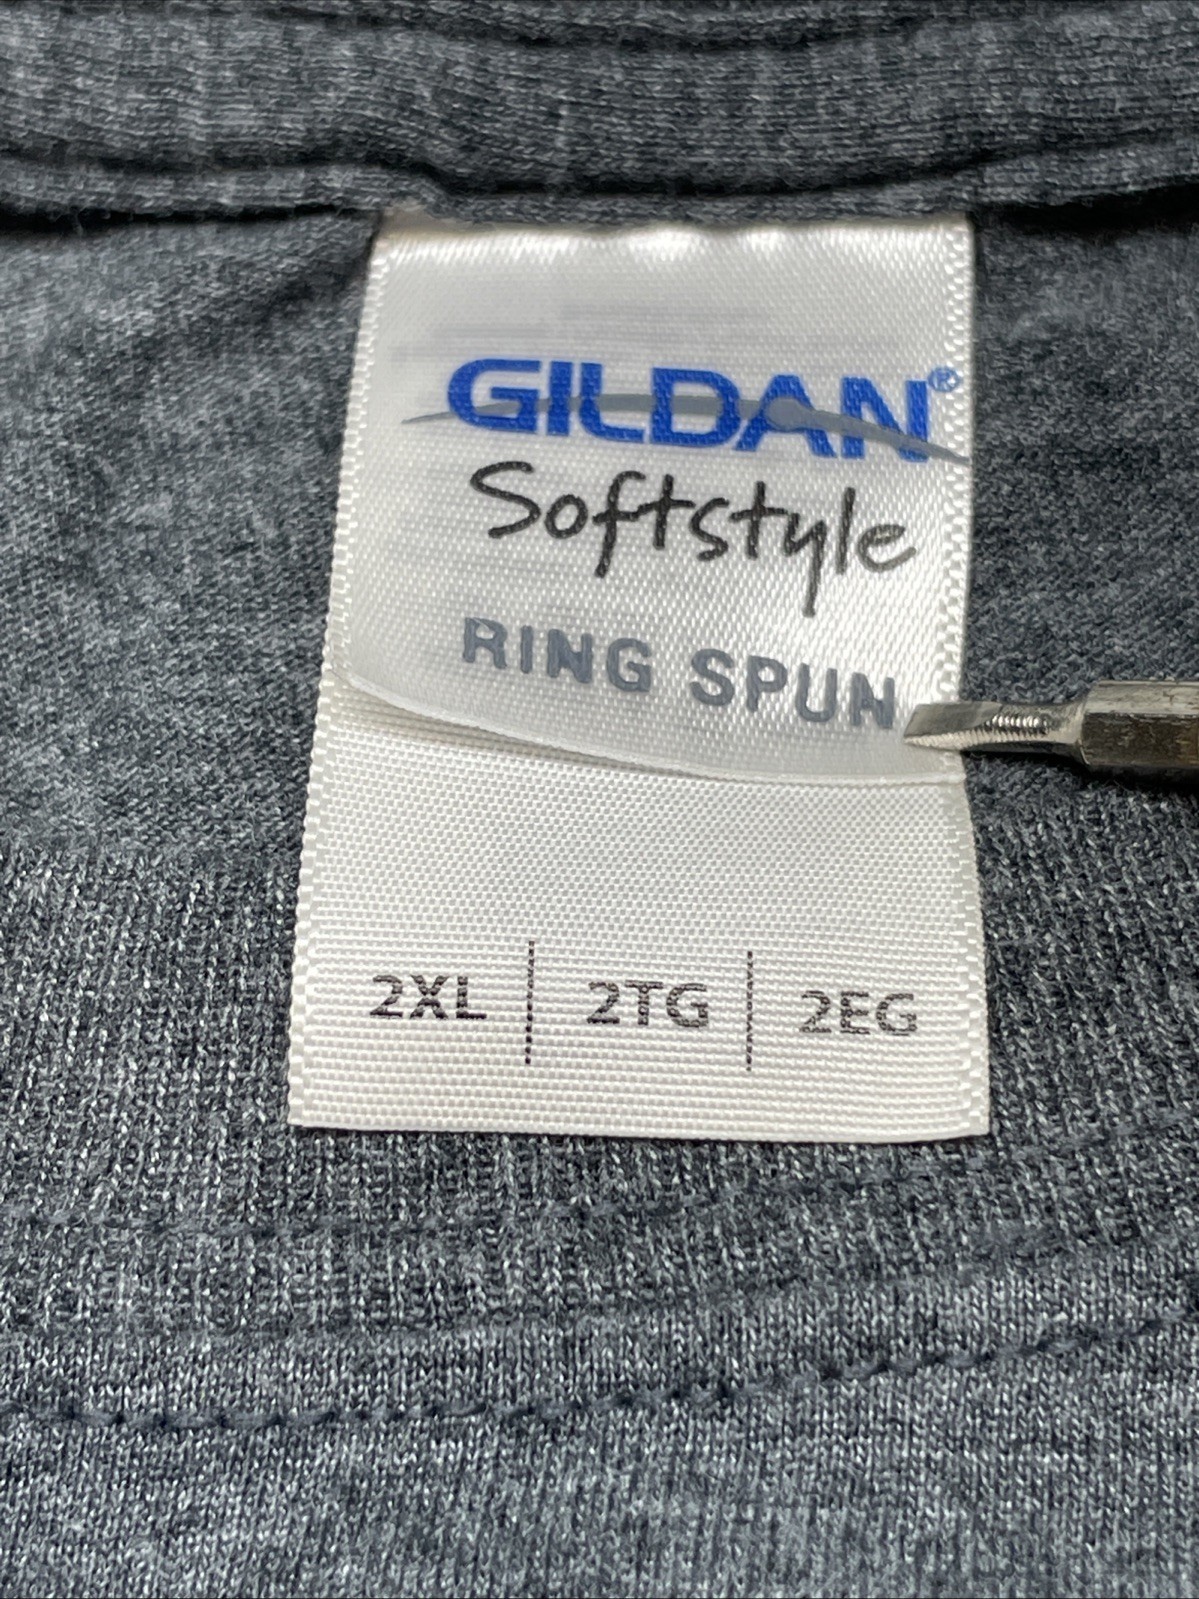 GILDAN®
Softstyle
RING SPUN
2XL | 2TG | 2EG